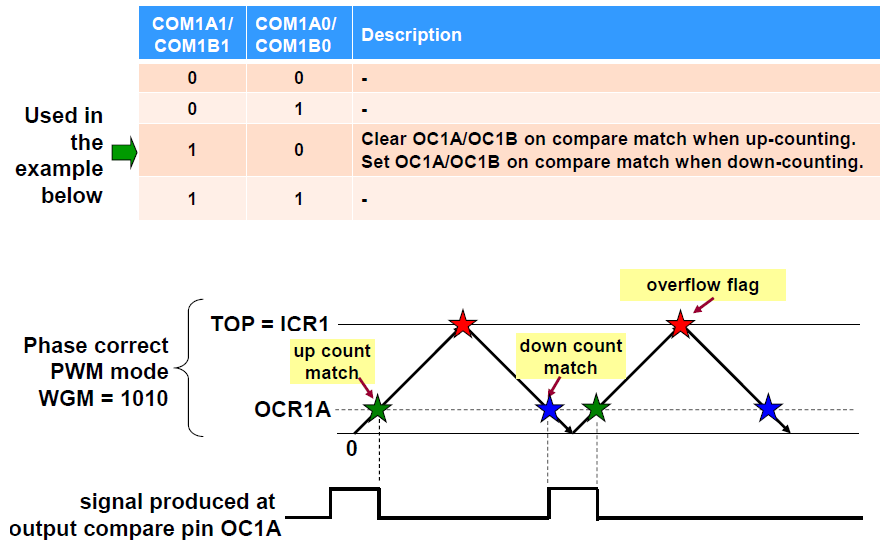 COM1A1/ COM1A0/ Description
COM1B1 COM1B0
0 0 -
0 1 -
Used in
the
example
below
1 0 Clear OC1A/OC1B on compare match when up-counting.
Set OC1A/OC1B on compare match when down-counting.
1 1 -
overflow flag
TOP = ICR1
Phase correct
PWM mode
WGM = 1010
up count
match
down count
match
OCR1A
0
signal produced at
output compare pin OC1A